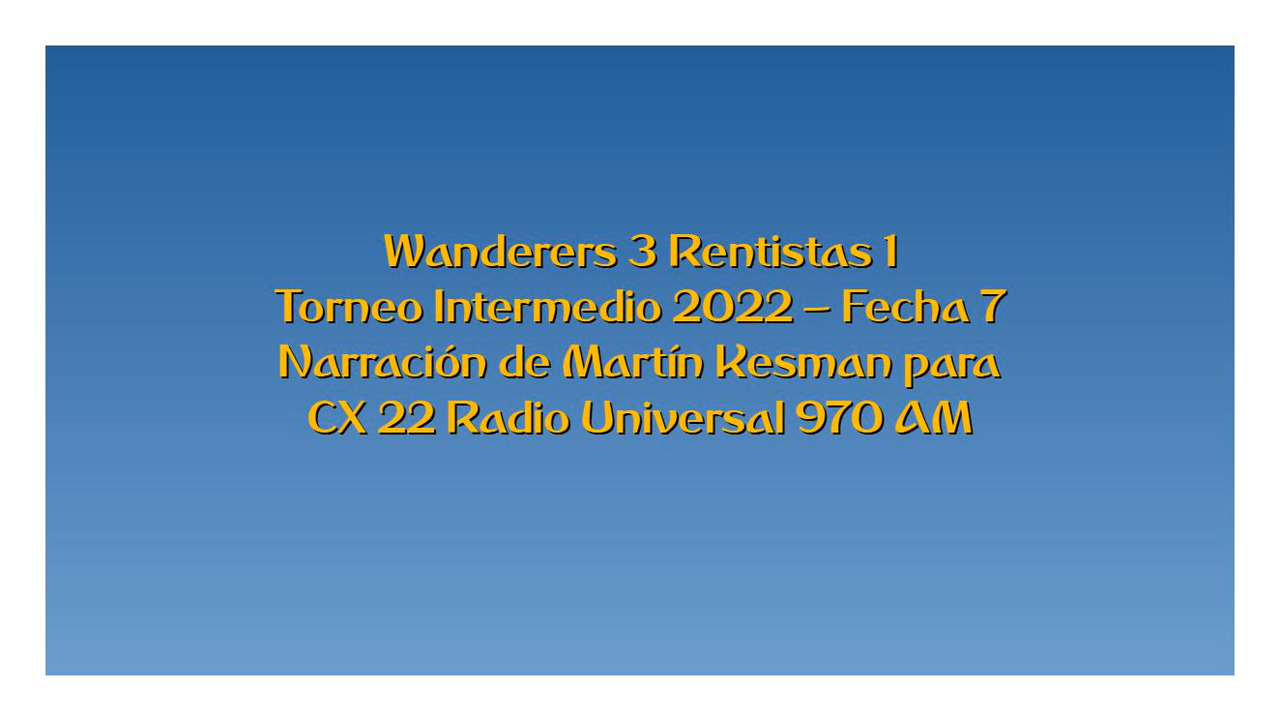 Wanderers 3 Rentistas 1
Torneo Intermedio 2022 – Fecha 7
Narración de Martín Kesman para
CX 22 Radio Universal 970 AM